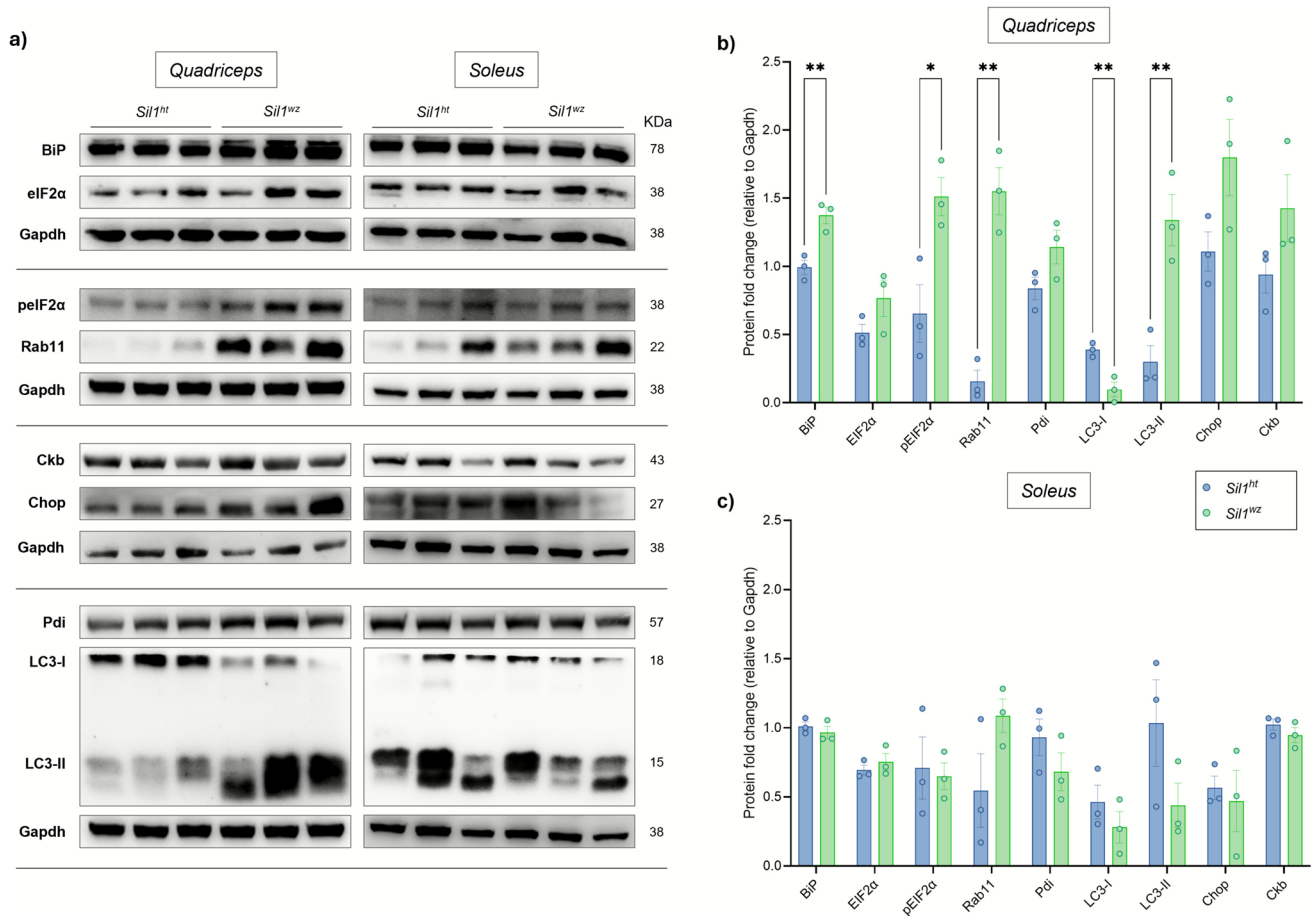 a)
Quadriceps
Soleus
Sil1ht
Sil1wz
Sil1ht
Sil1wz
KDa
BiP
78
eIF2α
38
Gapdh
38
peIF2α
38
Rab11
22
Gapdh
38
Ckb
43
Chop
27
Gapdh
38
Pdi
57
LC3-I
18
LC3-II
15
Gapdh
38
b)
Quadriceps
Protein fold change (relative to Gapdh)
2.5
2.0
1.5
1.0
0.5
0.0
** * ** ** **
BiP
EIF2α
pEIF2α
Rab11
Pdi
LC3-I
LC3-II
Chop
Ckb
c)
Soleus
Sil1ht
Sil1wz
Protein fold change (relative to Gapdh)
2.5
2.0
1.5
1.0
0.5
0.0
BiP
EIF2α
pEIF2α
Rab11
Pdi
LC3-I
LC3-II
Chop
Ckb